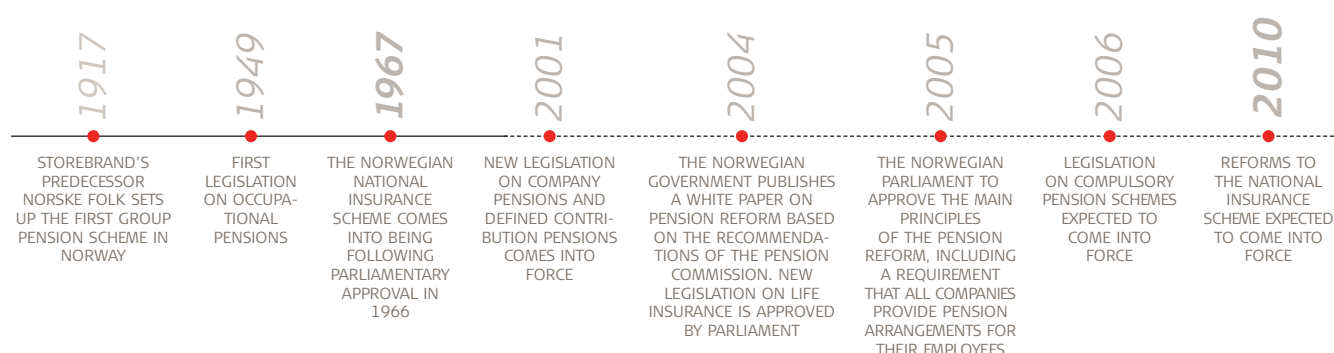 1917
STOREBRAND'S
PREDECESSOR
NORSKE FOLK SETS
UP THE FIRST GROUP
PENSION SCHEME IN
NORWAY
1949
FIRST
LEGISLATION
ON OCCUPA-
TIONAL
PENSIONS
1967
THE NORWEGIAN
NATIONAL
INSURANCE
SCHEME COMES
INTO BEING
FOLLOWING
PARLIAMENTARY
APPROVAL IN
1966
2001
NEW LEGISLATION
ON COMPANY
PENSIONS AND
DEFINED CONTRI-
BUTION PENSIONS
COMES INTO
FORCE
2004
THE NORWEGIAN
GOVERNMENT PUBLISHES
A WHITE PAPER ON
PENSION REFORM BASED
ON THE RECOMMENDA-
TIONS OF THE PENSION
COMMISSION. NEW
LEGISLATION ON LIFE
INSURANCE IS APPROVED
BY PARLIAMENT
2005
THE NORWEGIAN
PARLIAMENT TO
APPROVE THE MAIN
PRINCIPLES
OF THE PENSION
REFORM, INCLUDING
A REQUIREMENT
THAT ALL COMPANIES
PROVIDE PENSION
ARRANGEMENTS FOR
THEIR EMPLOYEES
2006
LEGISLATION
ON COMPULSORY
PENSION SCHEMES
EXPECTED TO
COME INTO
FORCE
2010
REFORMS TO
THE NATIONAL
INSURANCE
SCHEME EXPECTED
TO COME INTO
FORCE